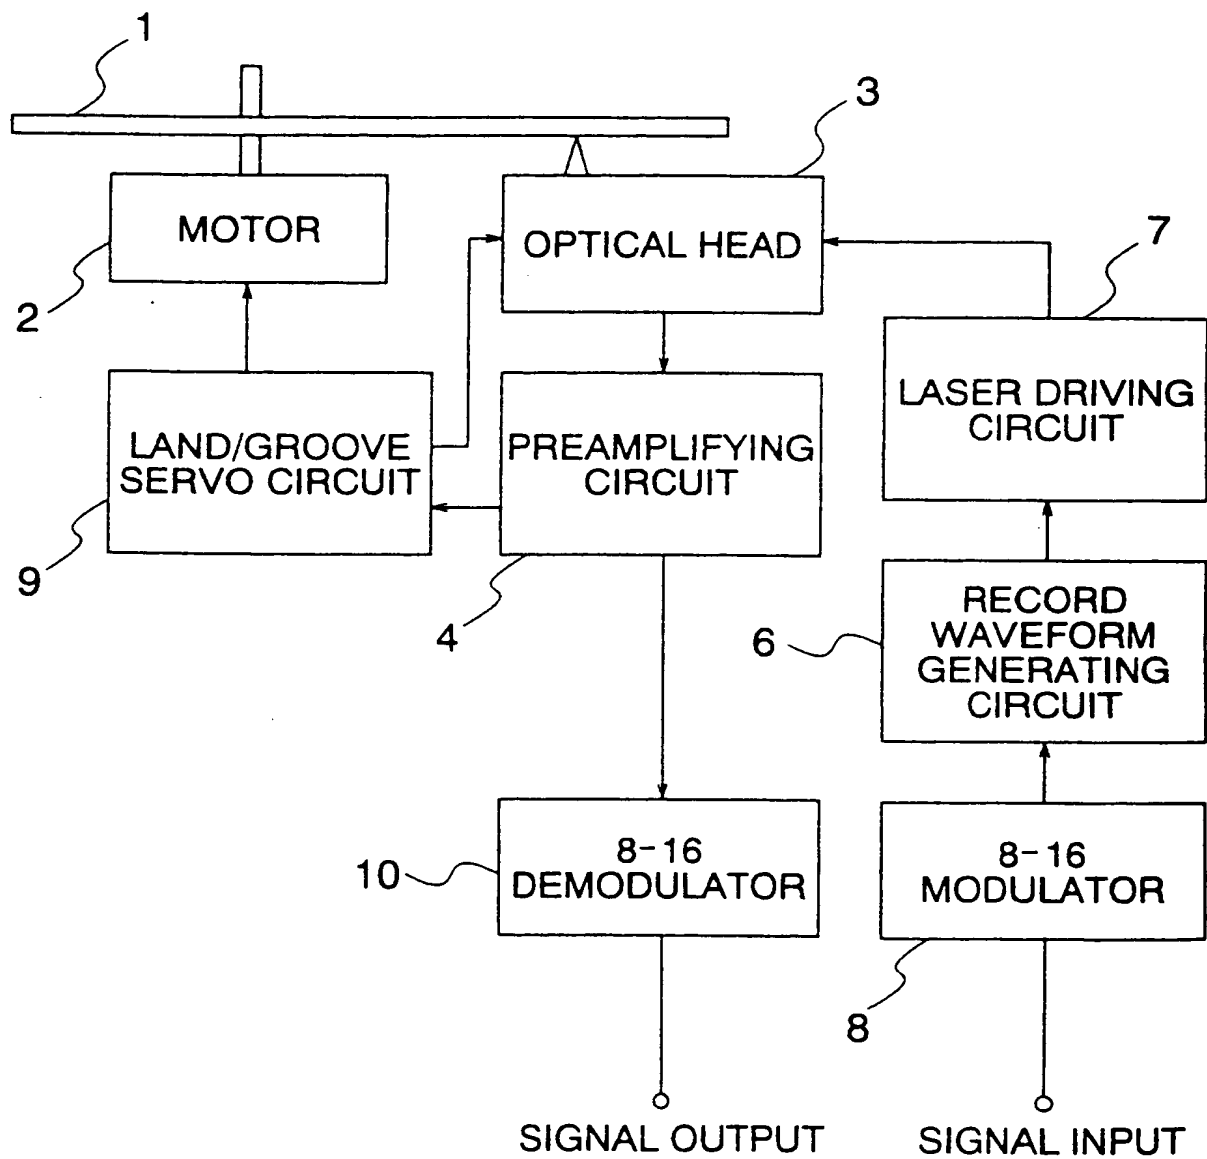 1
3
MOTOR
OPTICAL HEAD
7
2
LASER DRIVING
CIRCUIT
LAND/GROOVE
SERVO CIRCUIT
PREAMPLIFYING
CIRCUIT
9
4
6
RECORD
WAVEFORM
GENERATING
CIRCUIT
10
8-16
DEMODULATOR
8-16
MODULATOR
8
SIGNAL OUTPUT
SIGNAL INPUT